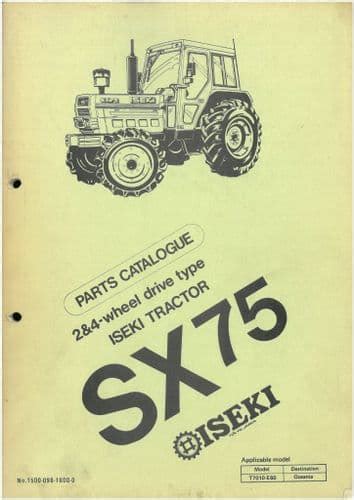 PARTS CATALOGUE
2&4-wheel drive type
ISEKI TRACTOR
SX75
ISEKI
Applicable model
Model Destination
T7010-E60 Oceania
No.1500-098-1600-0